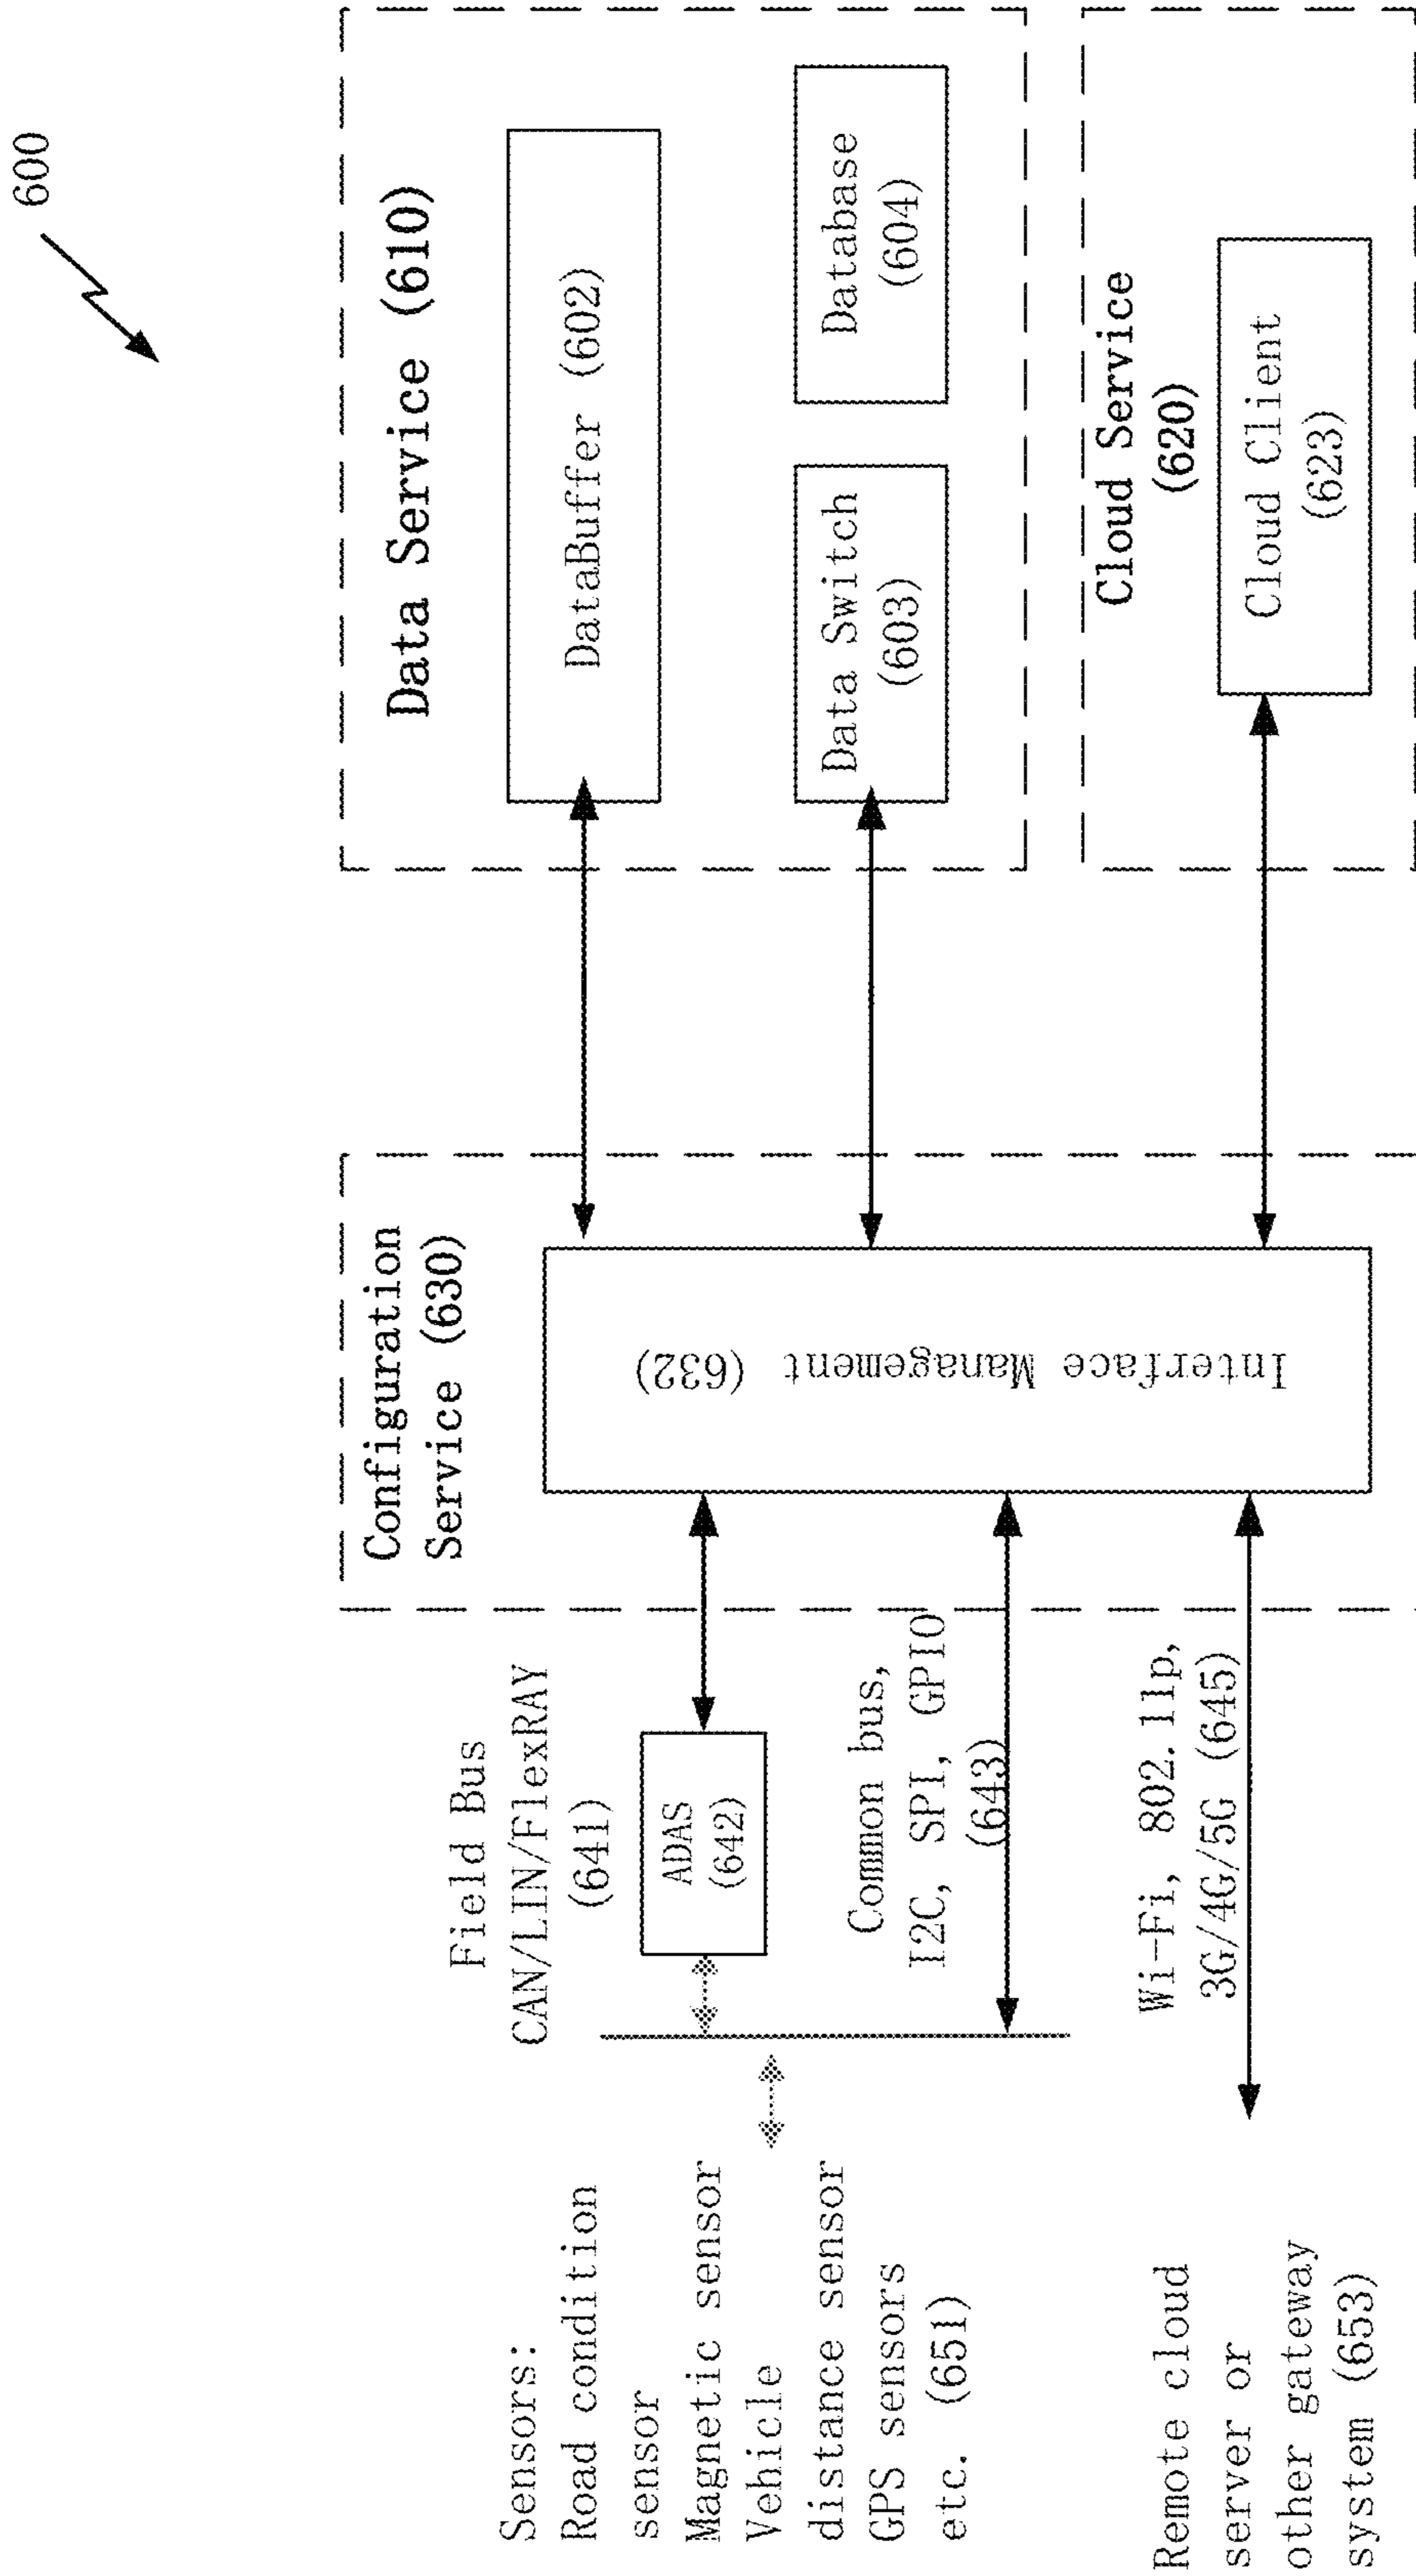 600
Sensors:
Road condition
sensor
Magnetic sensor
Vehicle
distance sensor
GPS sensors
etc. (651)
Remote cloud
server or
other gateway
system (653)
Field Bus
CAN/LIN/FlexRAY
(641)
ADAS
(642)
Common bus,
I2C, SPI, GPIO
(643)
Wi-Fi, 802.11p,
3G/4G/5G (645)
Configuration
Service (630)
Interface Management (632)
Data Service (610)
DataBuffer (602)
Data Switch
(603)
Database
(604)
Cloud Service
(620)
Cloud Client
(623)